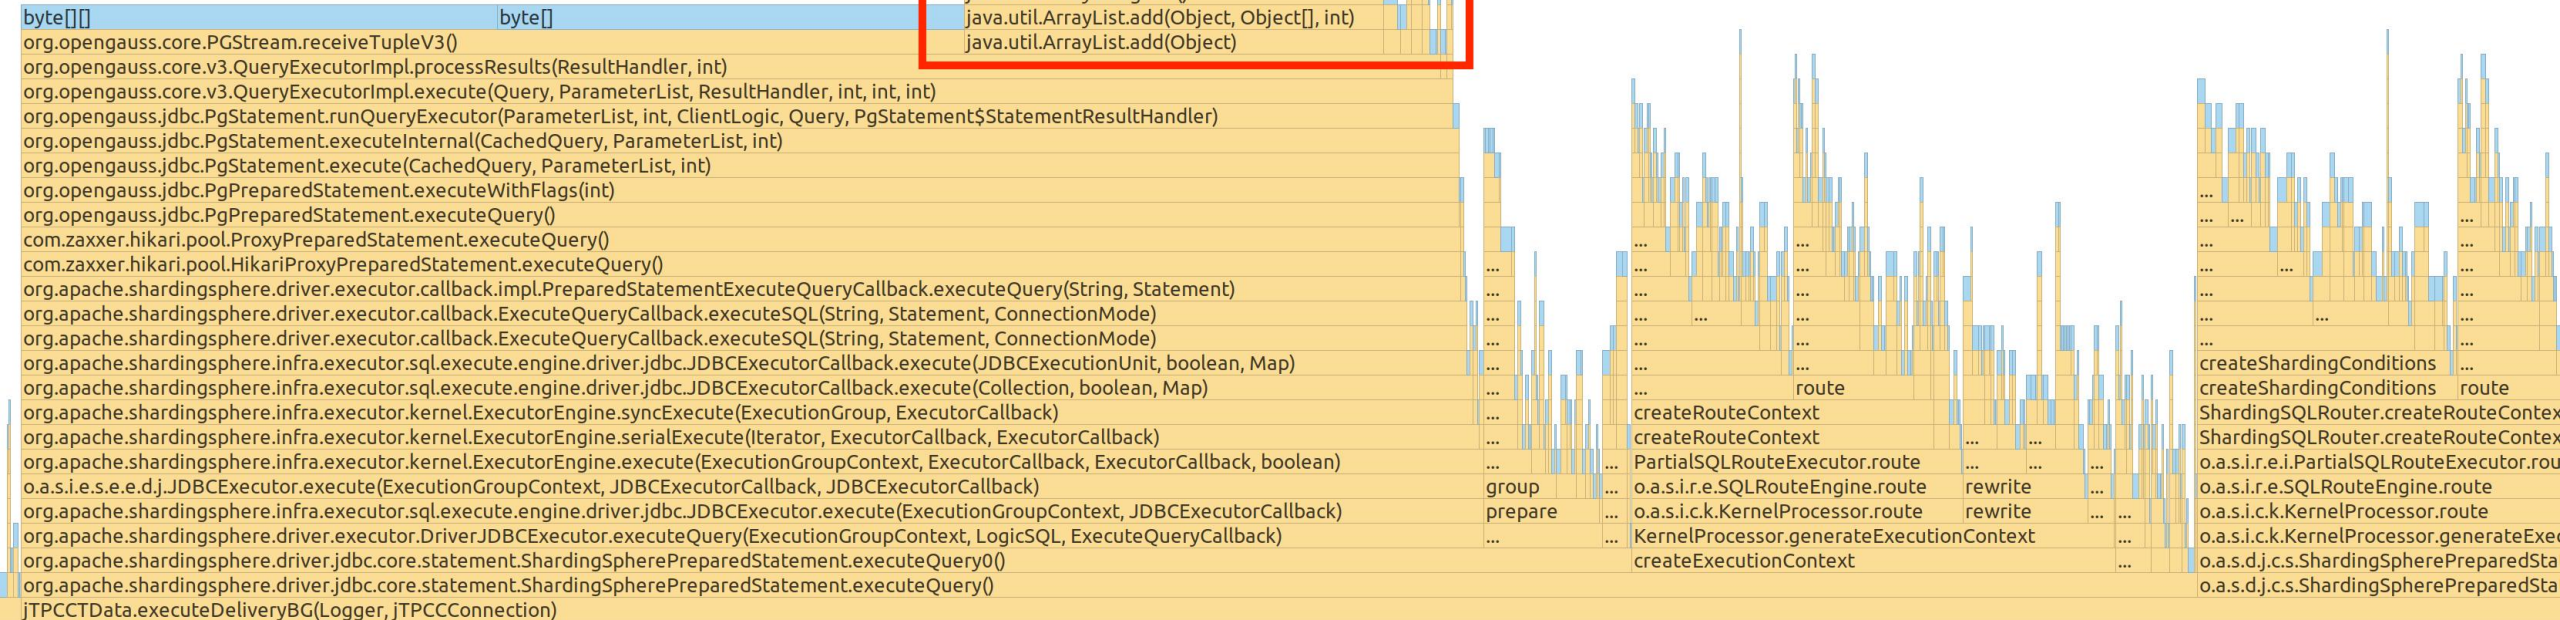 byte[][] byte[] java.util.ArrayList.add(Object, Object[], int)
org.opengauss.core.PGStream.receiveTupleV3() java.util.ArrayList.add(Object)
org.opengauss.core.v3.QueryExecutorImpl.processResults(ResultHandler, int)
org.opengauss.core.v3.QueryExecutorImpl.execute(Query, ParameterList, ResultHandler, int, int, int)
org.opengauss.jdbc.PgStatement.runQueryExecutor(ParameterList, int, ClientLogic, Query, PgStatement$StatementResultHandler)
org.opengauss.jdbc.PgStatement.executeInternal(CachedQuery, ParameterList, int)
org.opengauss.jdbc.PgStatement.execute(CachedQuery, ParameterList, int)
org.opengauss.jdbc.PgPreparedStatement.executeWithFlags(int) ...
org.opengauss.jdbc.PgPreparedStatement.executeQuery() ... ... ...
com.zaxxer.hikari.pool.ProxyPreparedStatement.executeQuery() ... ... ... ...
com.zaxxer.hikari.pool.HikariProxyPreparedStatement.executeQuery() ... ... ... ... ... ...
org.apache.shardingsphere.driver.executor.callback.impl.PreparedStatementExecuteQueryCallback.executeQuery(String, Statement) ... ... ... ... ...
org.apache.shardingsphere.driver.executor.callback.ExecuteQueryCallback.executeSQL(String, Statement, ConnectionMode) ... ... ... ... ... ... ...
org.apache.shardingsphere.driver.executor.callback.ExecuteQueryCallback.executeSQL(String, Statement, ConnectionMode) ... ... ... ... ...
org.apache.shardingsphere.infra.executor.sql.execute.engine.driver.jdbc.JDBCExecutorCallback.execute(JDBCExecutionUnit, boolean, Map) ... ... ... createShardingConditions ...
org.apache.shardingsphere.infra.executor.sql.execute.engine.driver.jdbc.JDBCExecutorCallback.execute(Collection, boolean, Map) ... ... route createShardingConditions route
org.apache.shardingsphere.infra.executor.kernel.ExecutorEngine.syncExecute(ExecutionGroup, ExecutorCallback) ... createRouteContext ShardingSQLRouter.createRouteContex
org.apache.shardingsphere.infra.executor.kernel.ExecutorEngine.serialExecute(Iterator, ExecutorCallback, ExecutorCallback) ... createRouteContext ... ... ShardingSQLRouter.createRouteContex
org.apache.shardingsphere.infra.executor.kernel.ExecutorEngine.execute(ExecutionGroupContext, ExecutorCallback, ExecutorCallback, boolean) ... ... PartialSQLRouteExecutor.route ... ... ... o.a.s.i.r.e.i.PartialSQLRouteExecutor.rou
o.a.s.i.e.s.e.e.d.j.JDBCExecutor.execute(ExecutionGroupContext, JDBCExecutorCallback, JDBCExecutorCallback) group ... o.a.s.i.r.e.SQLRouteEngine.route rewrite ... o.a.s.i.r.e.SQLRouteEngine.route
org.apache.shardingsphere.infra.executor.sql.execute.engine.driver.jdbc.JDBCExecutor.execute(ExecutionGroupContext, JDBCExecutorCallback) prepare ... o.a.s.i.c.k.KernelProcessor.route rewrite ... ... o.a.s.i.c.k.KernelProcessor.route
org.apache.shardingsphere.driver.executor.DriverJDBCExecutor.executeQuery(ExecutionGroupContext, LogicSQL, ExecuteQueryCallback) ... ... KernelProcessor.generateExecutionContext ... o.a.s.i.c.k.KernelProcessor.generateExec
org.apache.shardingsphere.driver.jdbc.core.statement.ShardingSpherePreparedStatement.executeQuery0() createExecutionContext ... o.a.s.d.j.c.s.ShardingSpherePreparedSta
org.apache.shardingsphere.driver.jdbc.core.statement.ShardingSpherePreparedStatement.executeQuery() o.a.s.d.j.c.s.ShardingSpherePreparedSta
jTPCCTData.executeDeliveryBG(Logger, jTPCCConnection)